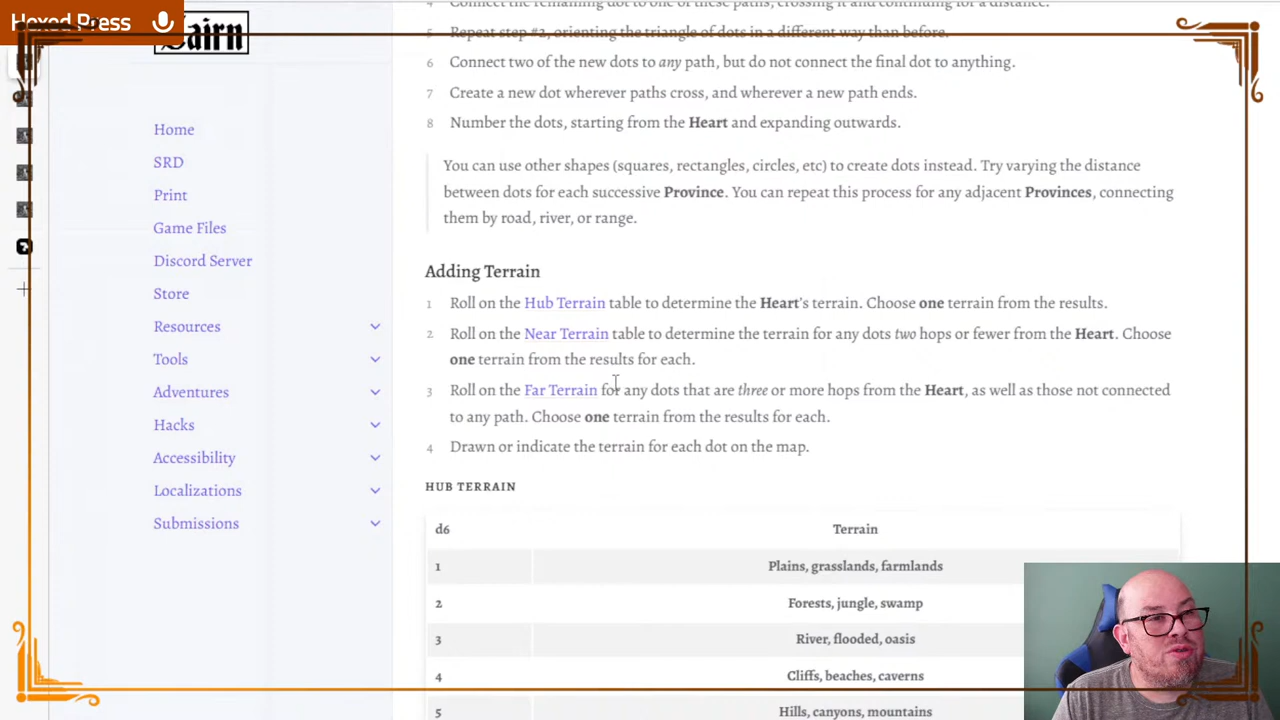 Hexed Press
Cairn
Home
SRD
Print
Game Files
Discord Server
Store
Resources
Tools
Adventures
Hacks
Accessibility
Localizations
Submissions
4 Connect the remaining dot to one of these paths, crossing it and continuing for a distance.
5 Repeat step #2, orienting the triangle of dots in a different way than before.
6 Connect two of the new dots to any path, but do not connect the final dot to anything.
7 Create a new dot wherever paths cross, and wherever a new path ends.
8 Number the dots, starting from the Heart and expanding outwards.
You can use other shapes (squares, rectangles, circles, etc) to create dots instead. Try varying the distance
between dots for each successive Province. You can repeat this process for any adjacent Provinces, connecting
them by road, river, or range.
Adding Terrain
1 Roll on the Hub Terrain table to determine the Heart's terrain. Choose one terrain from the results.
2 Roll on the Near Terrain table to determine the terrain for any dots two hops or fewer from the Heart. Choose
one terrain from the results for each.
3 Roll on the Far Terrain for any dots that are three or more hops from the Heart, as well as those not connected
to any path. Choose one terrain from the results for each.
4 Drawn or indicate the terrain for each dot on the map.
HUB TERRAIN
d6 Terrain
1 Plains, grasslands, farmlands
2 Forests, jungle, swamp
3 River, flooded, oasis
4 Cliffs, beaches, caverns
5 Hills, canyons, mountains